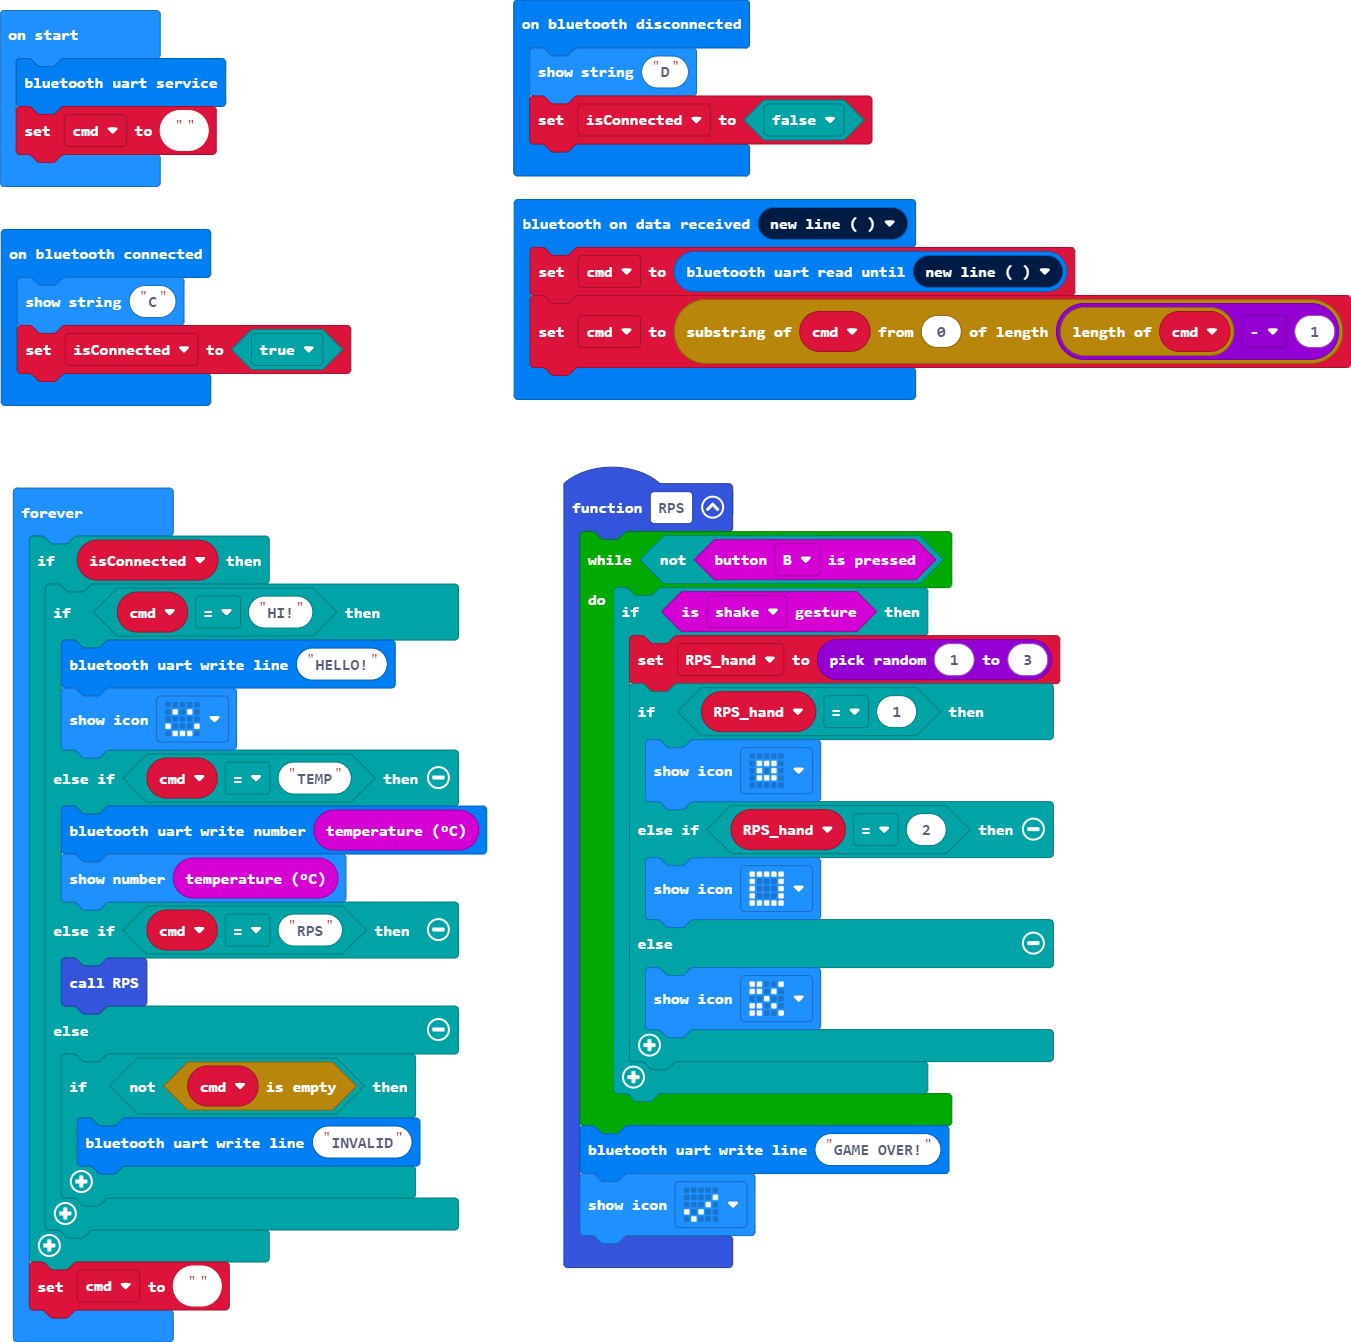 on start
bluetooth uart service
set cmd to " "
on bluetooth connected
show string "C"
set isConnected to true
on bluetooth disconnected
show string "D"
set isConnected to false
bluetooth on data received new line ( )
set cmd to bluetooth uart read until new line ( )
set cmd to substring of cmd from 0 of length length of cmd - 1
forever
if isConnected then
if cmd = "HI!" then
bluetooth uart write line "HELLO!"
show icon
else if cmd = "TEMP" then
bluetooth uart write number temperature (ºC)
show number temperature (ºC)
else if cmd = "RPS" then
call RPS
else
if not cmd is empty then
bluetooth uart write line "INVALID"
set cmd to " "
function RPS
while not button B is pressed
do if is shake gesture then
set RPS_hand to pick random 1 to 3
if RPS_hand = 1 then
show icon
else if RPS_hand = 2 then
show icon
else
show icon
bluetooth uart write line "GAME OVER!"
show icon